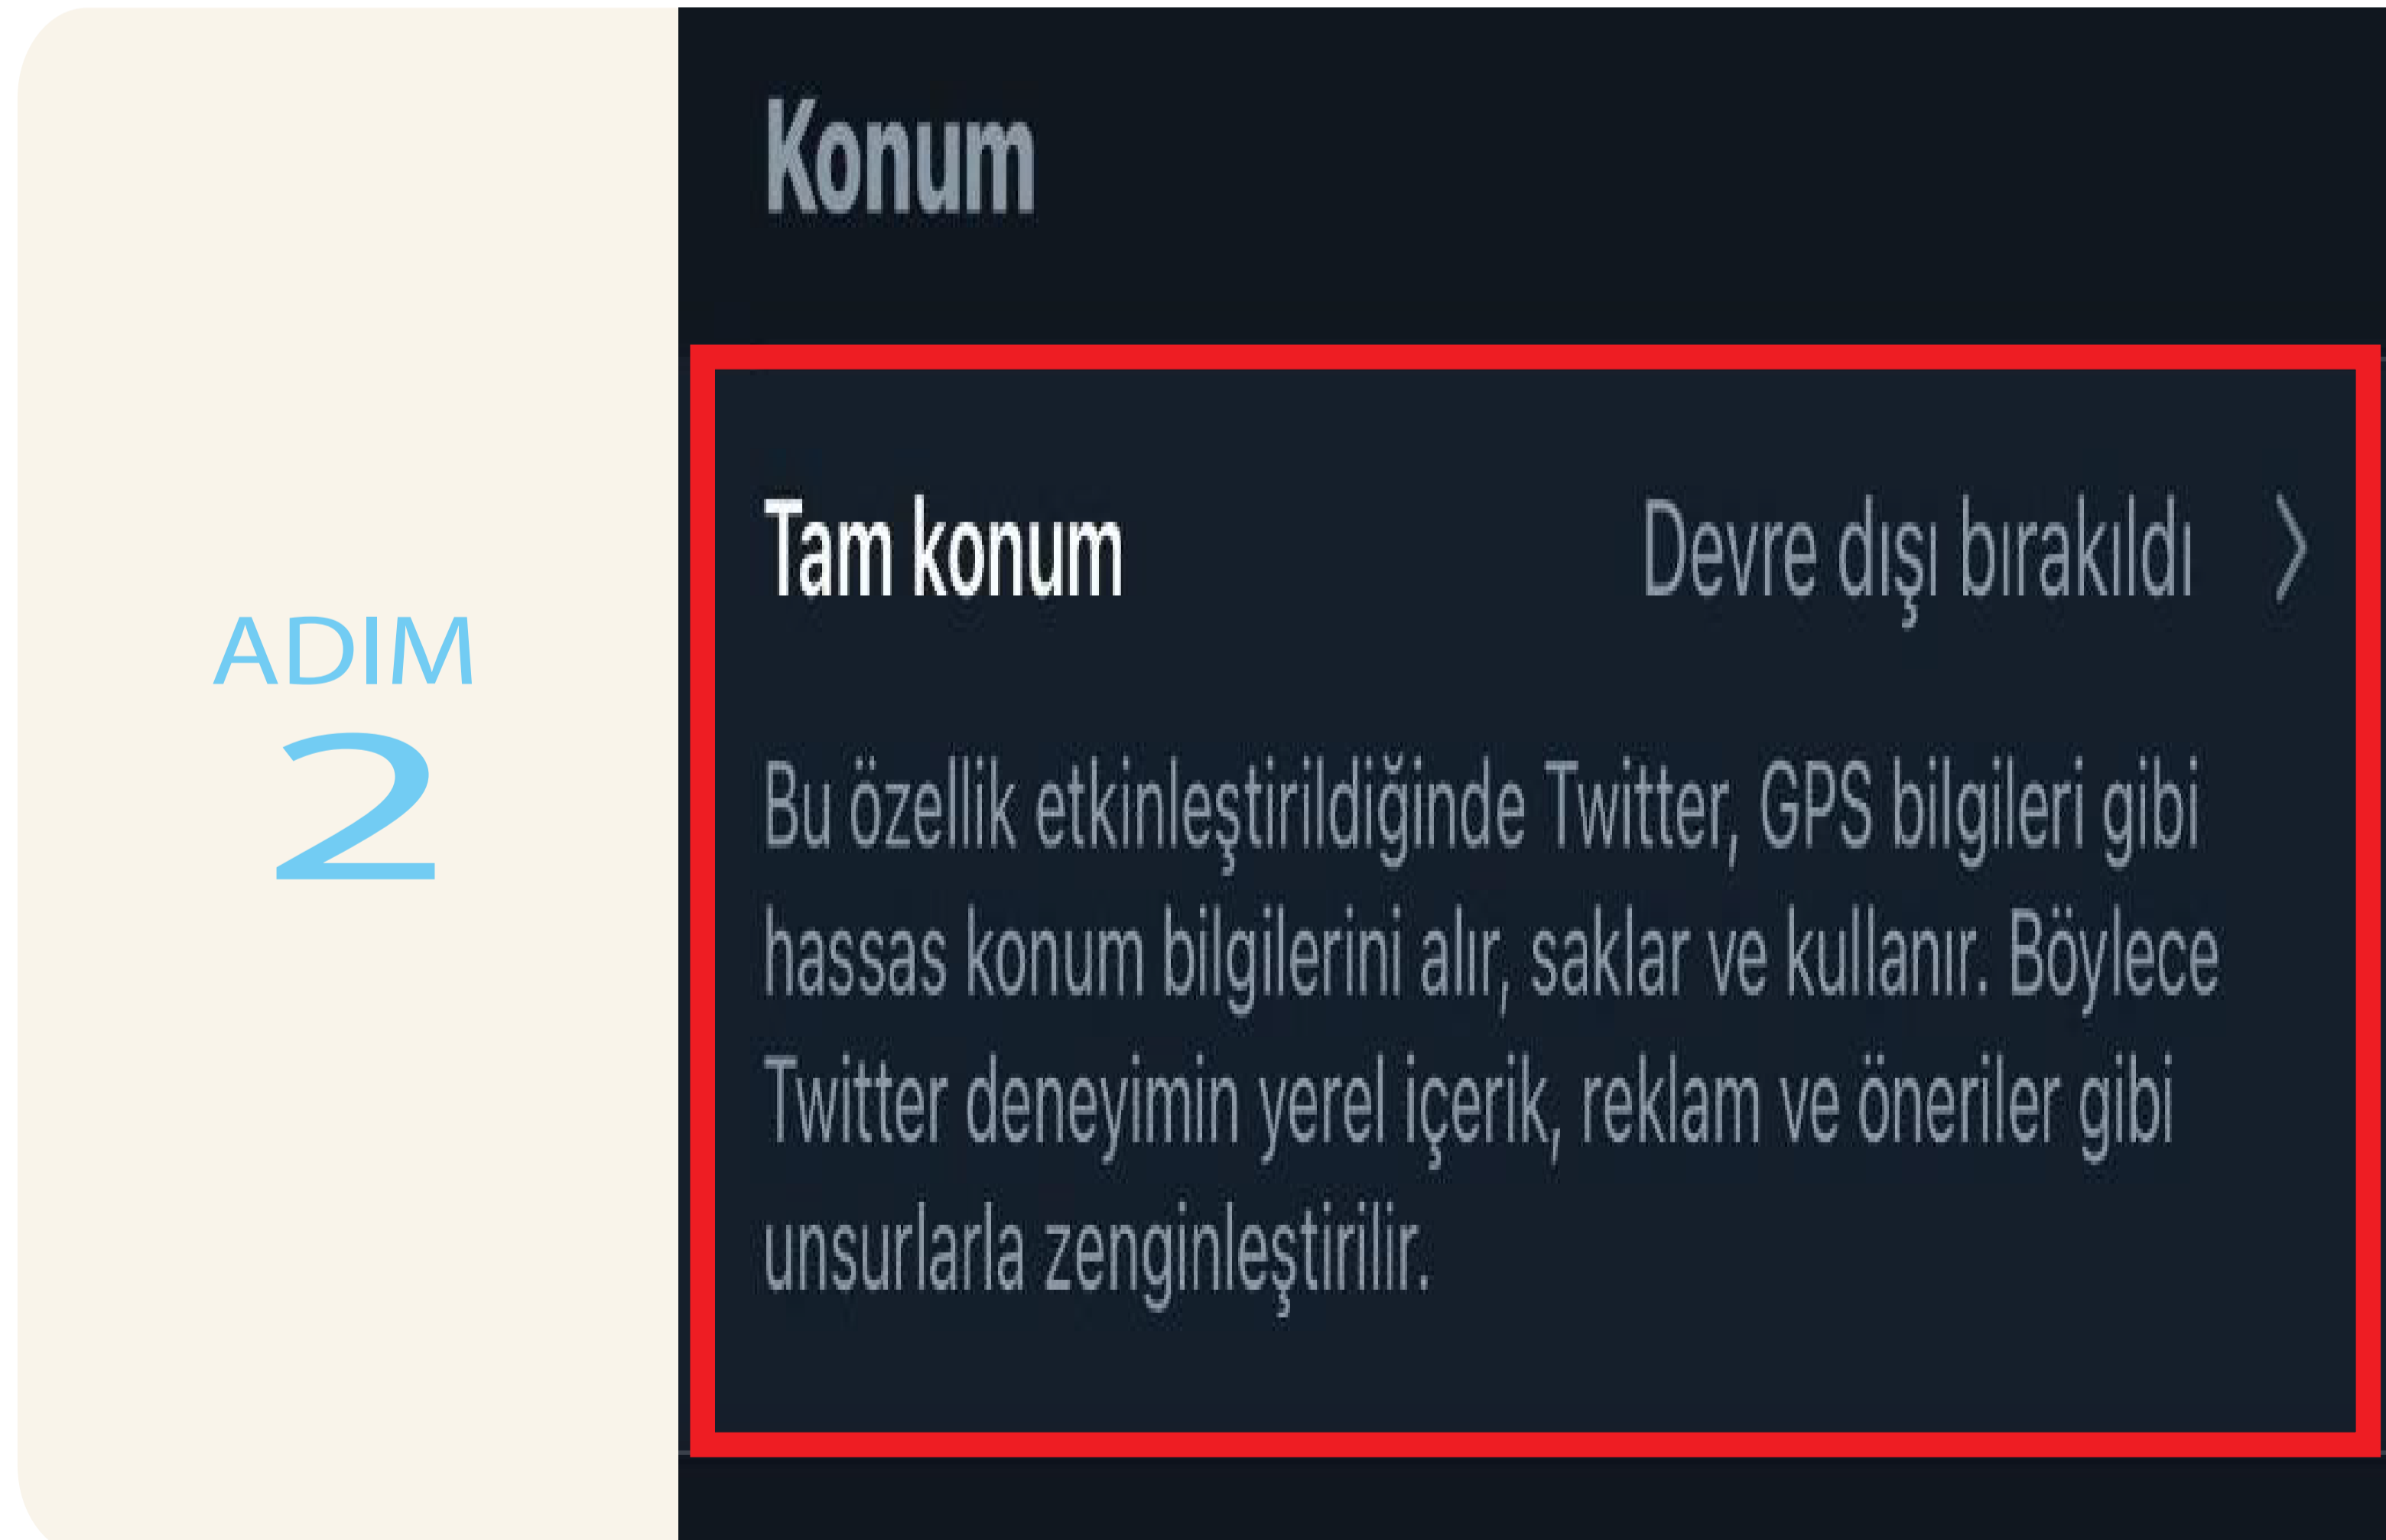 ADIM
2
Konum
Tam konum
Devre dışı bırakıldı
Bu özellik etkinleştirildiğinde Twitter, GPS bilgileri gibi
hassas konum bilgilerini alır, saklar ve kullanır. Böylece
Twitter deneyimin yerel içerik, reklam ve öneriler gibi
unsurlarla zenginleştirilir.